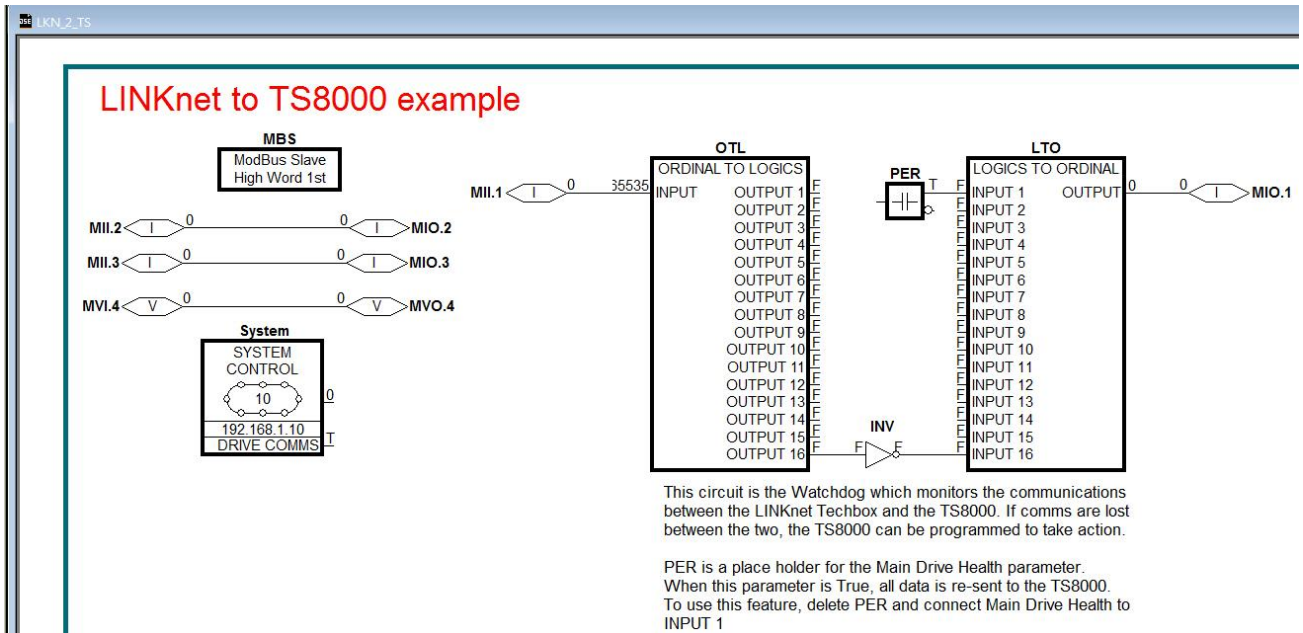 LKN_2_TS
LINKnet to TS8000 example
MBS
ModBus Slave
High Word 1st
MII.2 I 0 0 I MIO.2
MII.3 I 0 0 I MIO.3
MVI.4 V 0 0 V MVO.4
System
SYSTEM
CONTROL
10
0
192.168.1.10
DRIVE COMMS T
OTL
ORDINAL TO LOGICS
MII.1 I 0 INPUT OUTPUT 1 F
OUTPUT 2 F
OUTPUT 3 F
OUTPUT 4 F
OUTPUT 5 F
OUTPUT 6 F
OUTPUT 7 F
OUTPUT 8 F
OUTPUT 9 F
OUTPUT 10 F
OUTPUT 11 F
OUTPUT 12 F
OUTPUT 13 F
OUTPUT 14 F
OUTPUT 15 F
OUTPUT 16 F
INV
F F
PER
T
LTO
LOGICS TO ORDINAL
F INPUT 1 OUTPUT 0 0 I MIO.1
F INPUT 2
F INPUT 3
F INPUT 4
F INPUT 5
F INPUT 6
F INPUT 7
F INPUT 8
F INPUT 9
F INPUT 10
F INPUT 11
F INPUT 12
F INPUT 13
F INPUT 14
F INPUT 15
F INPUT 16
This circuit is the Watchdog which monitors the communications
between the LINKnet Techbox and the TS8000. If comms are lost
between the two, the TS8000 can be programmed to take action.
PER is a place holder for the Main Drive Health parameter.
When this parameter is True, all data is re-sent to the TS8000.
To use this feature, delete PER and connect Main Drive Health to
INPUT 1